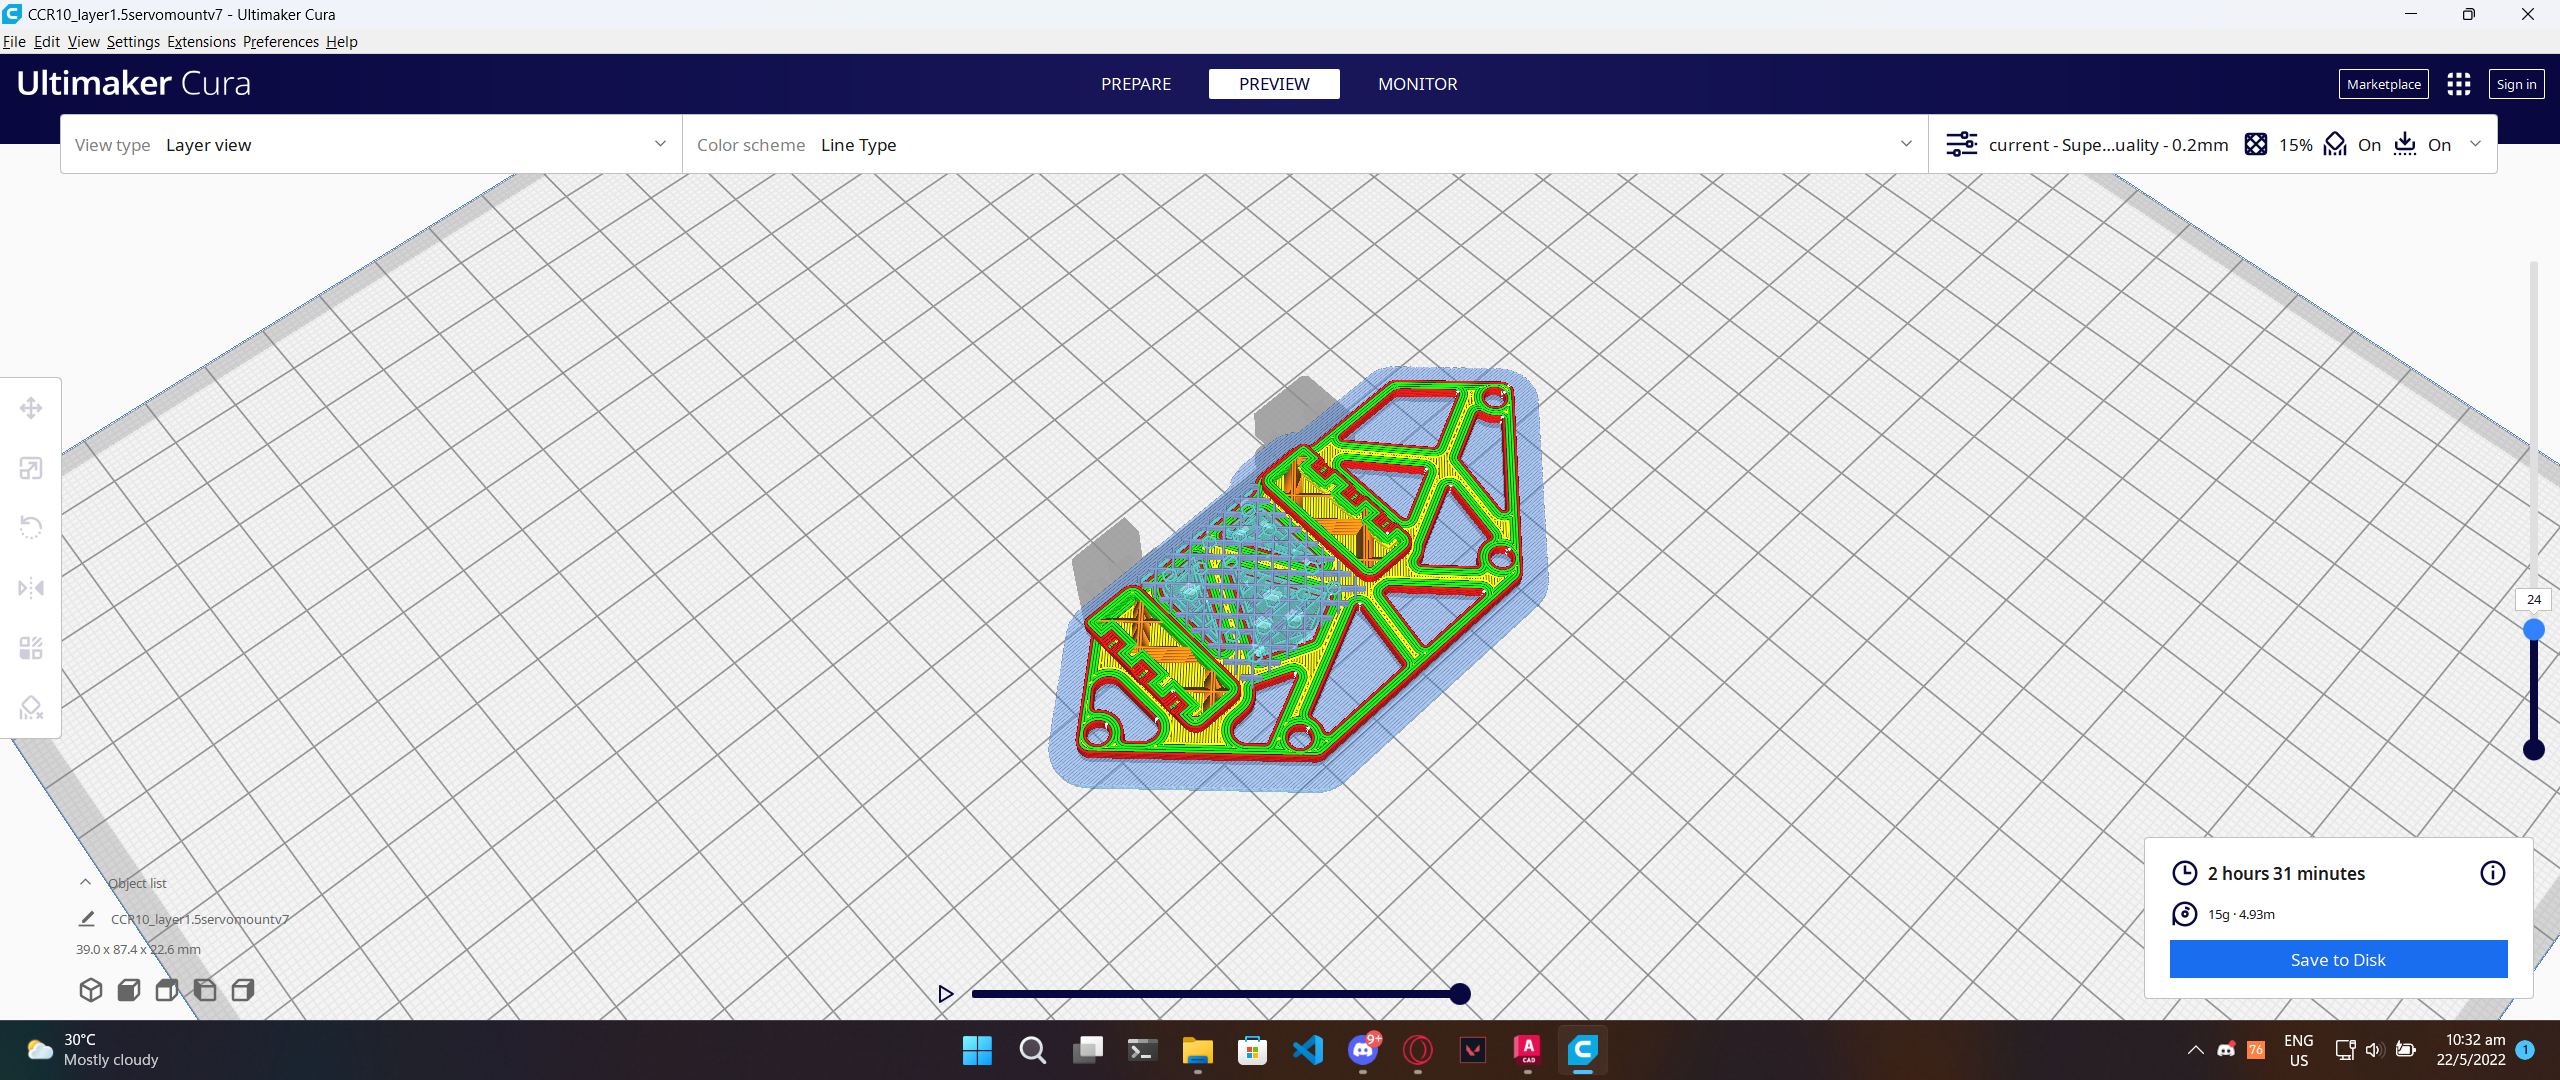 CCR10_layer1.5servomountv7 - Ultimaker Cura
File Edit View Settings Extensions Preferences Help
Ultimaker Cura
PREPARE PREVIEW MONITOR
Marketplace
Sign in
View type Layer view
Color scheme Line Type
current - Supe...uality - 0.2mm 15% On On
24
2 hours 31 minutes
15g · 4.93m
Save to Disk
Object list
CCR10_layer1.5servomountv7
39.0 x 87.4 x 22.6 mm
30°C
Mostly cloudy
9+
A
CAD
76
ENG
US
10:32 am
22/5/2022
1